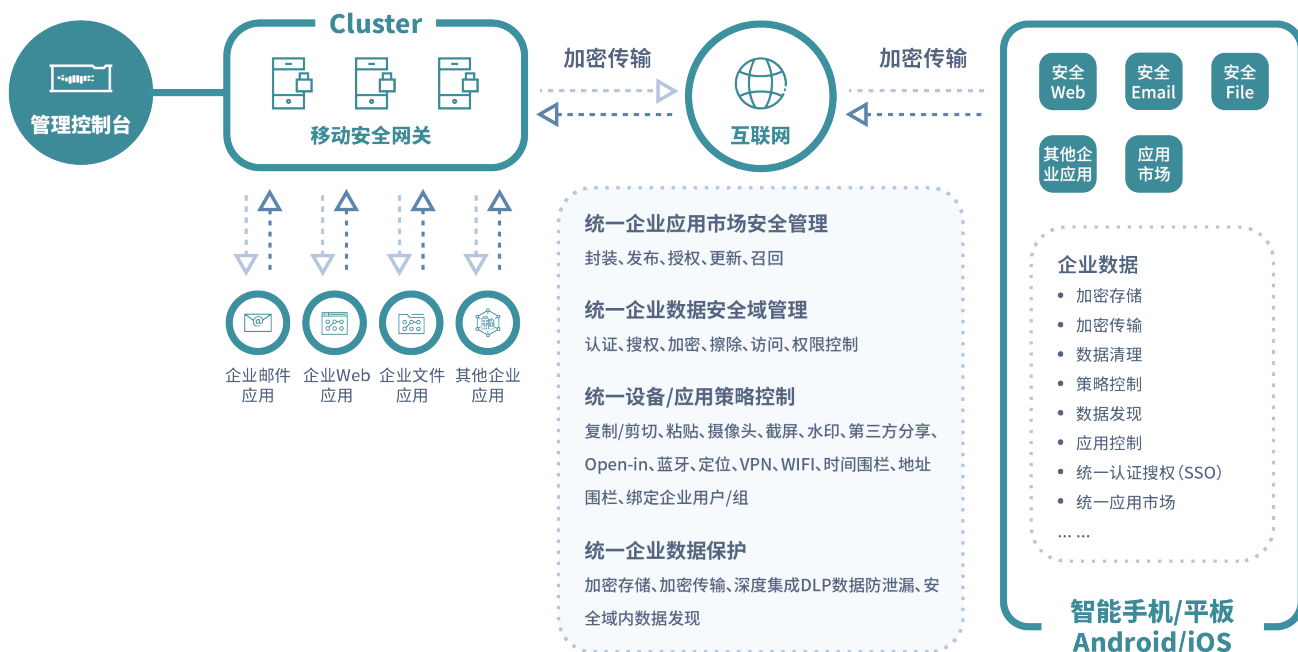 管理控制台
Cluster
移动安全网关
加密传输
互联网
加密传输
企业邮件
应用
企业Web
应用
企业文件
应用
其他企业
应用
统一企业应用市场安全管理
封装、发布、授权、更新、召回
统一企业数据安全域管理
认证、搜权、加密、擦除、访问、权限控制
统一设备/应用策略控制
复制/剪切、粘贴、摄像头、截屏、水印、第三方分享、
Open-in、蓝牙、定位、VPN、WIFI、时间围栏、地址
围栏、绑定企业用户/组
统一企业数据保护
加密存储、加密传输、深度集成DLP数据防泄漏、安
全域内数据发现
安全
Web
安全
Email
安全
File
其他企
业应用
应用
市场
企业数据
• 加密存储
• 加密传输
• 数据清理
• 策略控制
• 数据发现
• 应用控制
• 统一认证搜权(SSO)
• 统一应用市场
... ...
智能手机/平板
Android/iOS